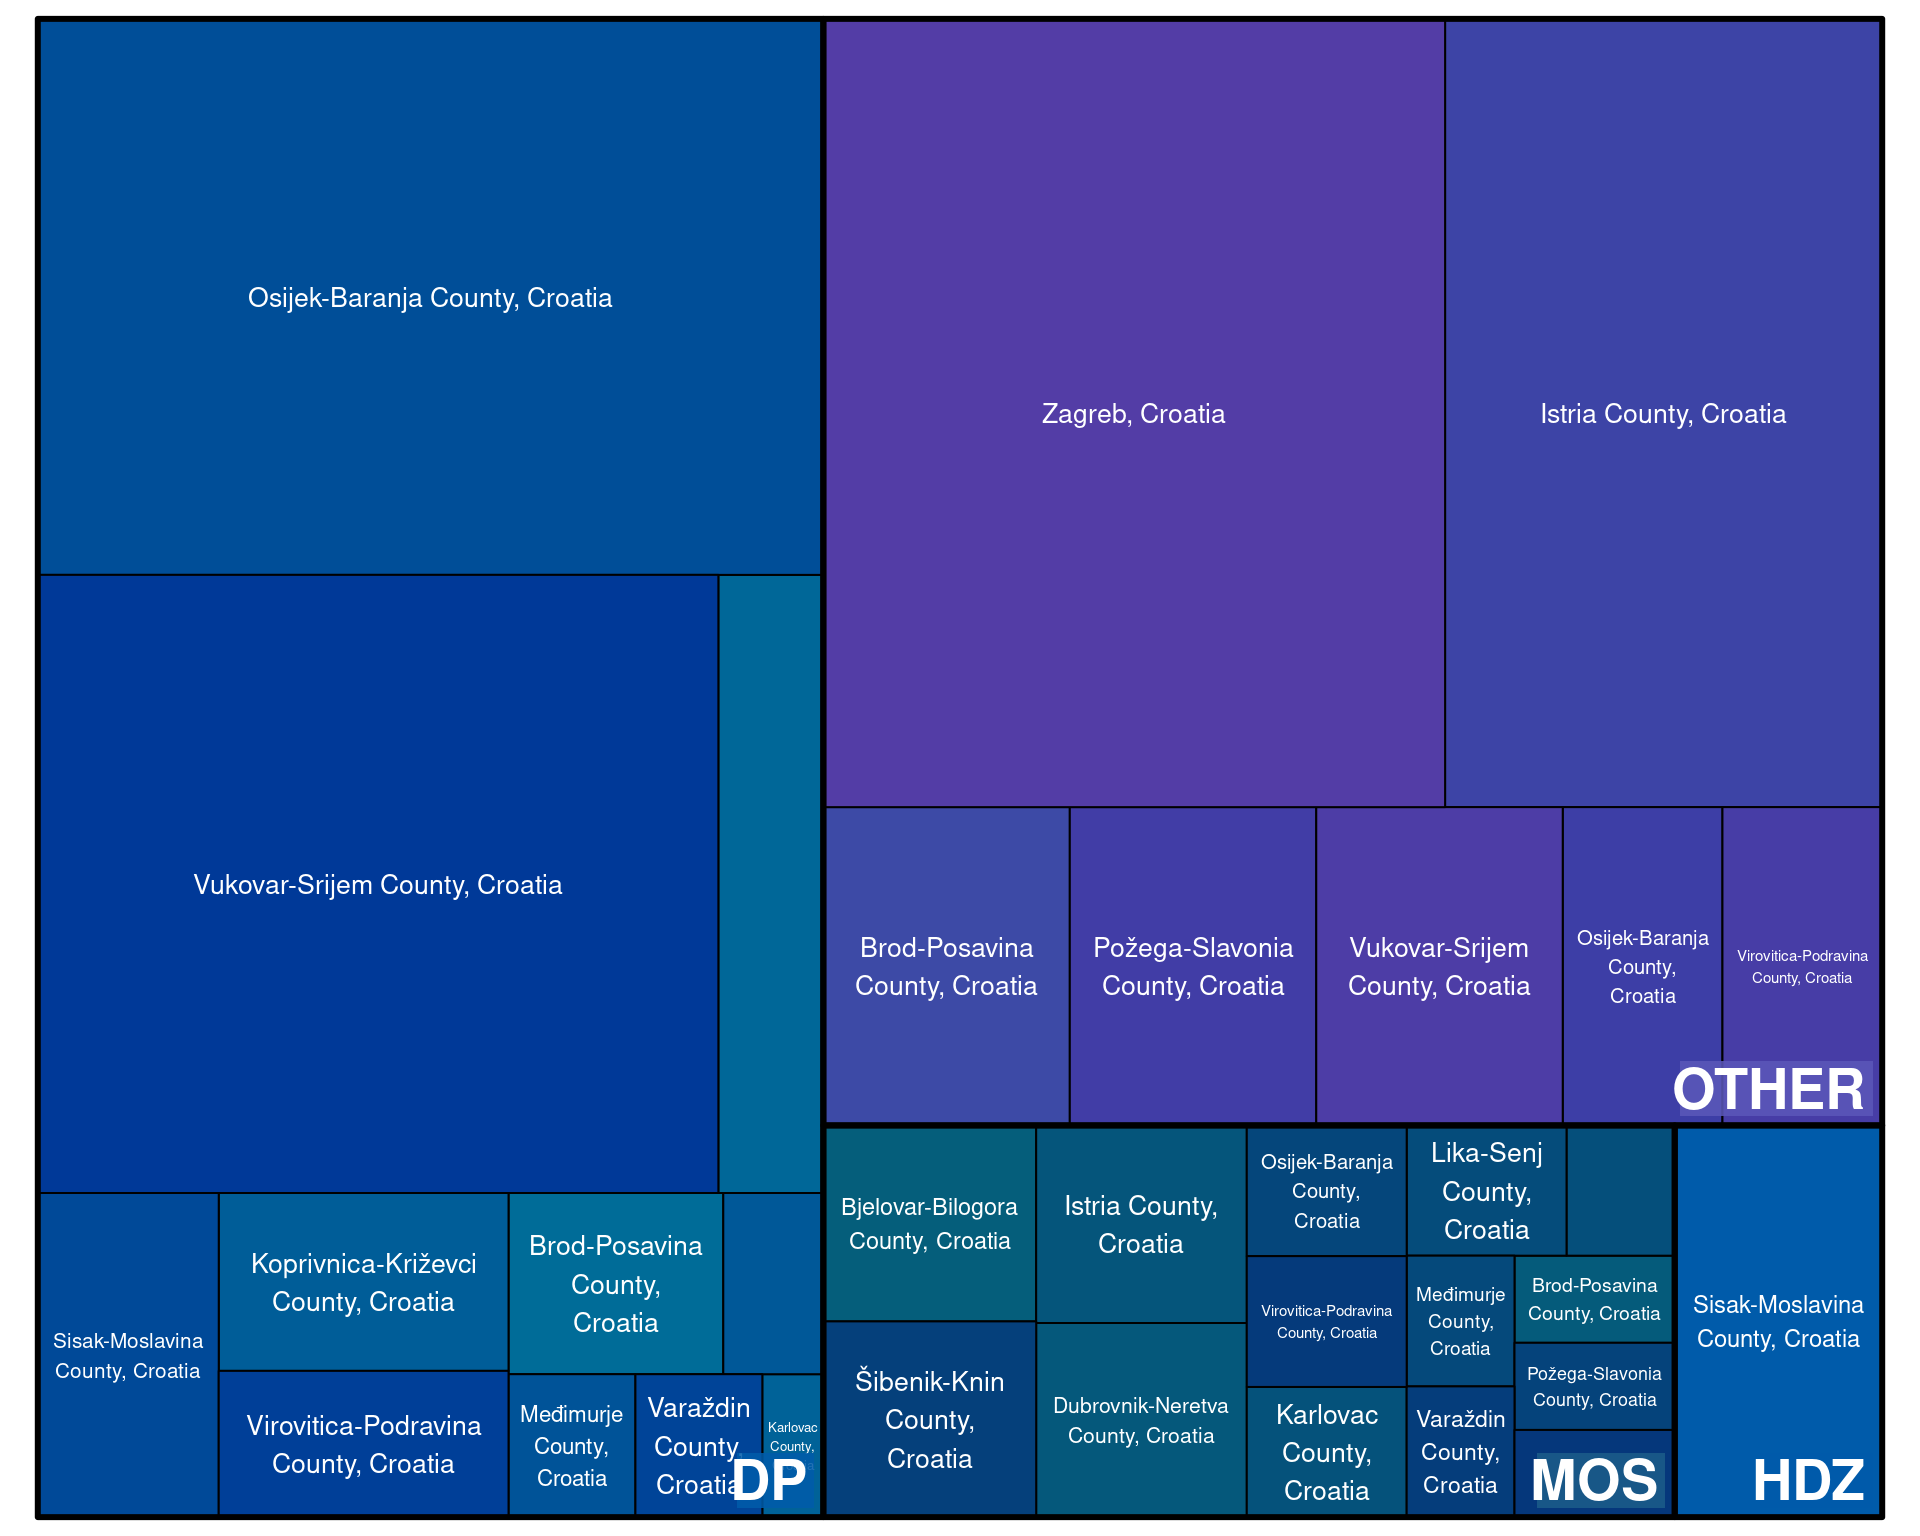 Osijek-Baranja County, Croatia
Vukovar-Srijem County, Croatia
Sisak-Moslavina
County, Croatia
Koprivnica-Križevci
County, Croatia
Virovitica-Podravina
County, Croatia
Brod-Posavina
County,
Croatia
Međimurje
County,
Croatia
Varaždin
County,
Croatia
Karlovac
County,
DP
Zagreb, Croatia
Istria County, Croatia
Brod-Posavina
County, Croatia
Požega-Slavonia
County, Croatia
Vukovar-Srijem
County, Croatia
Osijek-Baranja
County,
Croatia
Virovitica-Podravina
County, Croatia
OTHER
Bjelovar-Bilogora
County, Croatia
Šibenik-Knin
County,
Croatia
Istria County,
Croatia
Dubrovnik-Neretva
County, Croatia
Osijek-Baranja
County,
Croatia
Virovitica-Podravina
County, Croatia
Karlovac
County,
Croatia
Lika-Senj
County,
Croatia
Međimurje
County,
Croatia
Varaždin
County,
Croatia
Brod-Posavina
County, Croatia
Požega-Slavonia
County, Croatia
MOS
Sisak-Moslavina
County, Croatia
HDZ